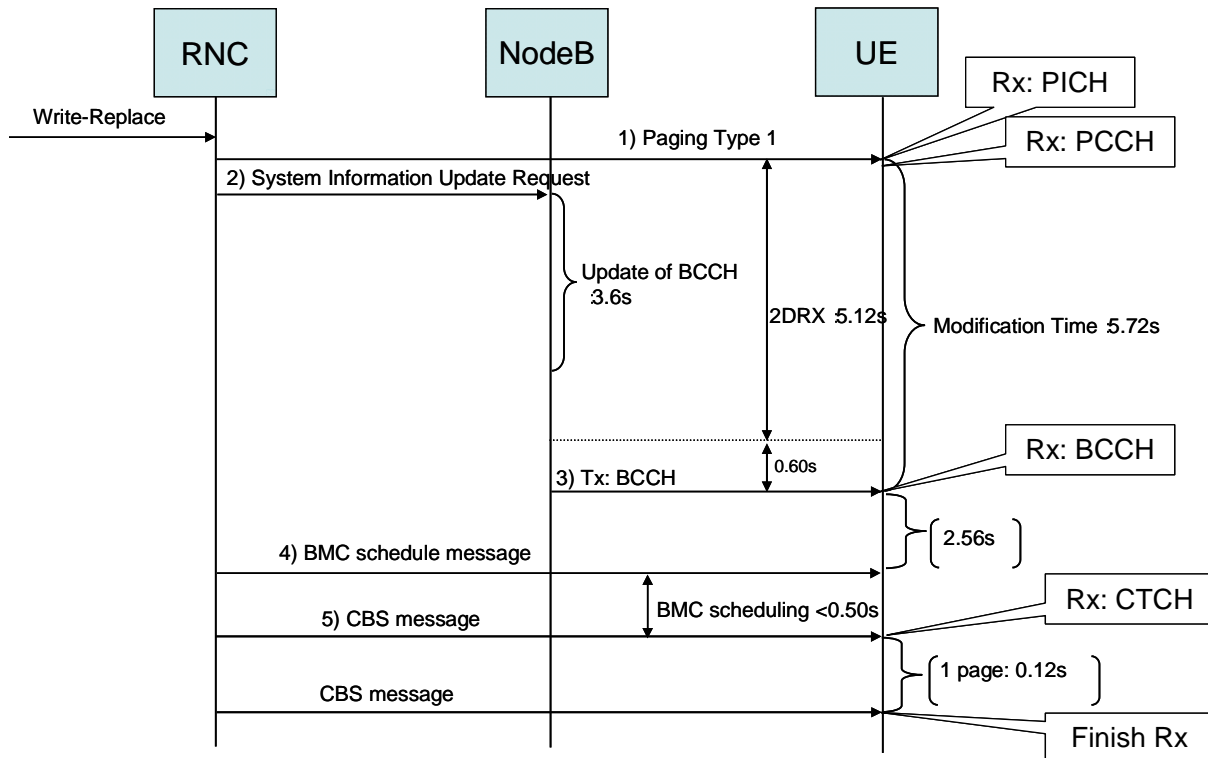 RNC
NodeB
UE
Rx: PICH
Write-Replace
1) Paging Type 1
Rx: PCCH
2) System Information Update Request
Update of BCCH
:3.6s
2DRX :5.12s
Modification Time :5.72s
Rx: BCCH
0.60s
3) Tx: BCCH
2.56s
4) BMC schedule message
BMC scheduling <0.50s
Rx: CTCH
5) CBS message
1 page: 0.12s
CBS message
Finish Rx